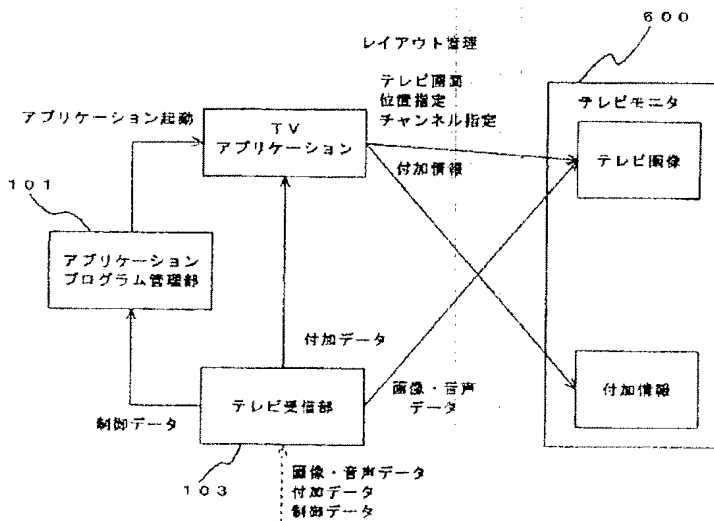 レイアウト管理
６００
テレビ画面
位置指定
チャンネル指定
テレビモニタ
アプリケーション起動
ＴＶ
アプリケーション
付加情報
テレビ画像
１０１
アプリケーション
プログラム管理部
付加データ
テレビ受信部
画像・音声
データ
付加情報
制御データ
１０３
画像・音声データ
付加データ
制御データ